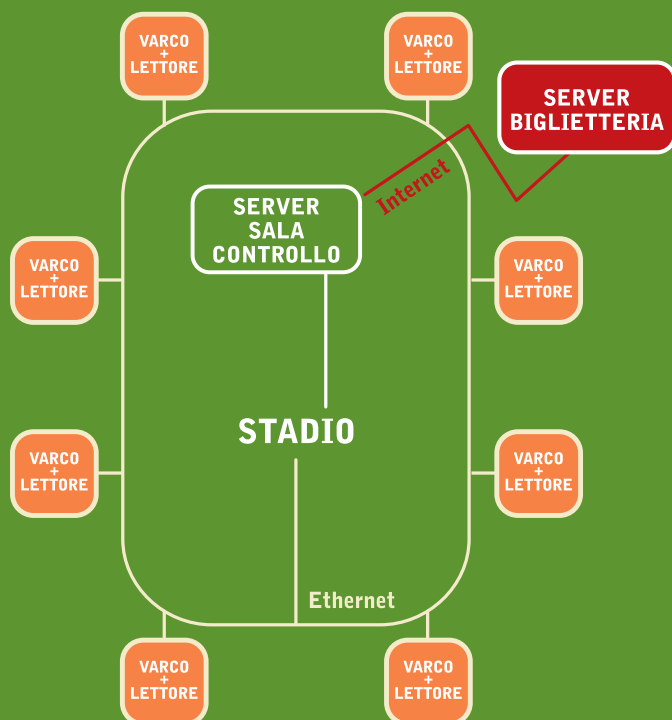 VARCO
+
LETTORE
VARCO
+
LETTORE
SERVER
BIGLIETTERIA
Internet
SERVER
SALA
CONTROLLO
VARCO
+
LETTORE
VARCO
+
LETTORE
STADIO
VARCO
+
LETTORE
VARCO
+
LETTORE
Ethernet
VARCO
+
LETTORE
VARCO
+
LETTORE